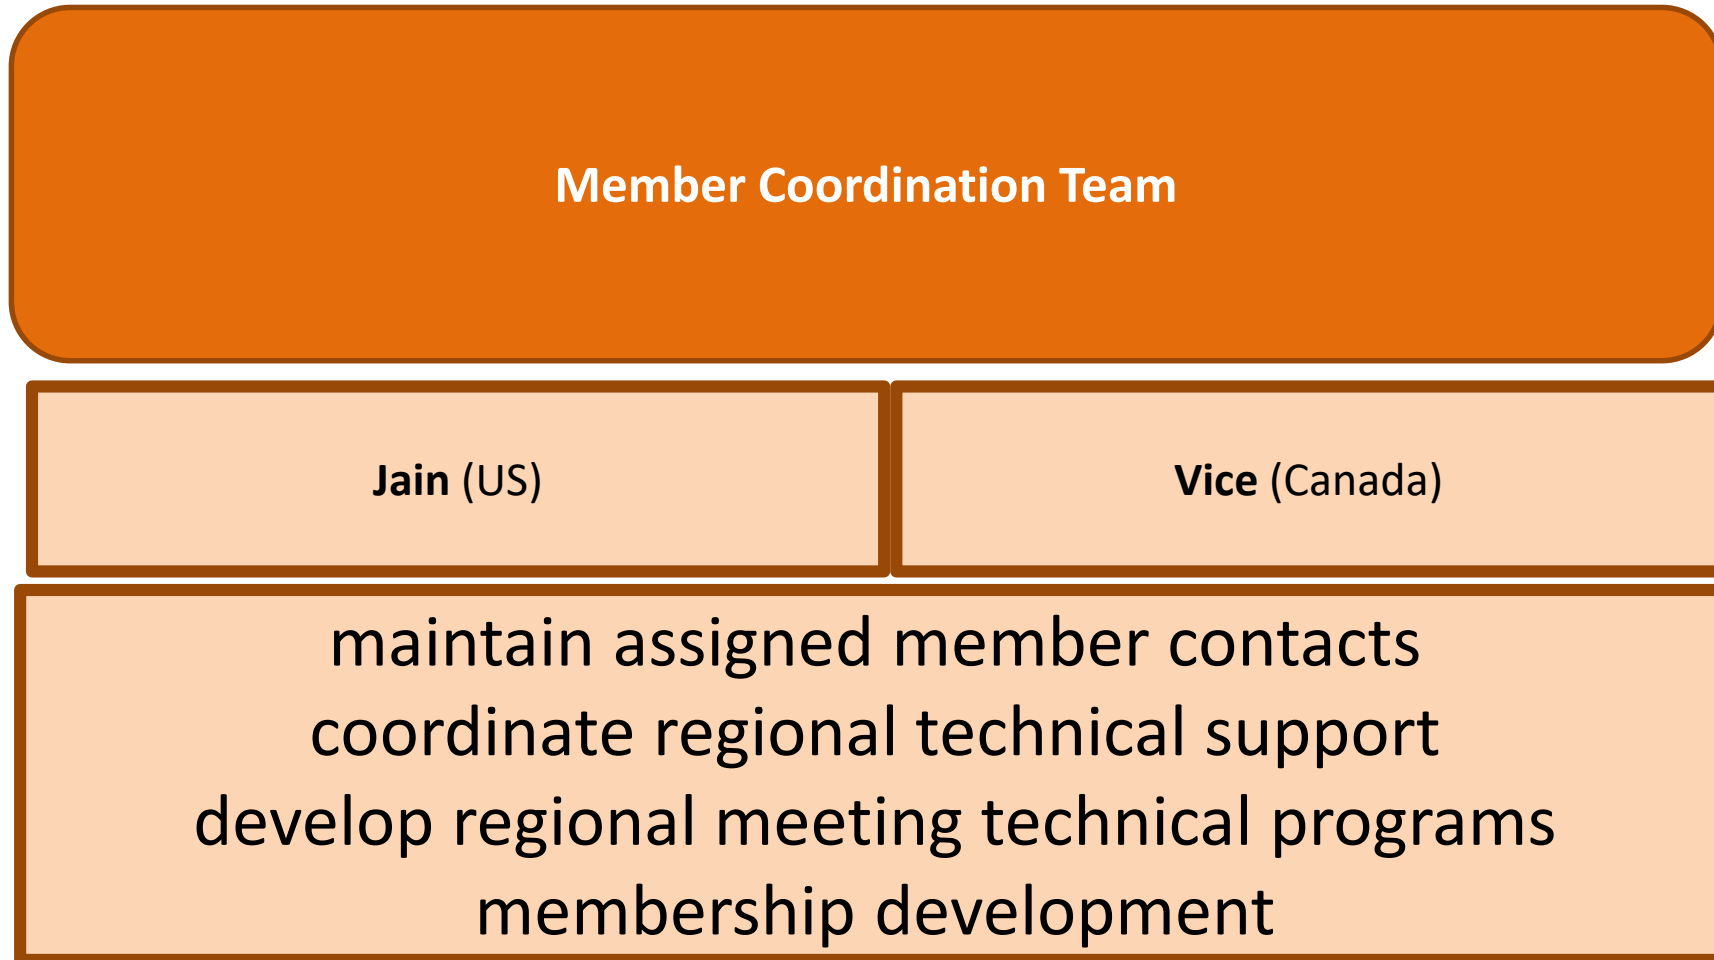 Member Coordination Team
Jain (US)
Vice (Canada)
maintain assigned member contacts
coordinate regional technical support
develop regional meeting technical programs
membership development